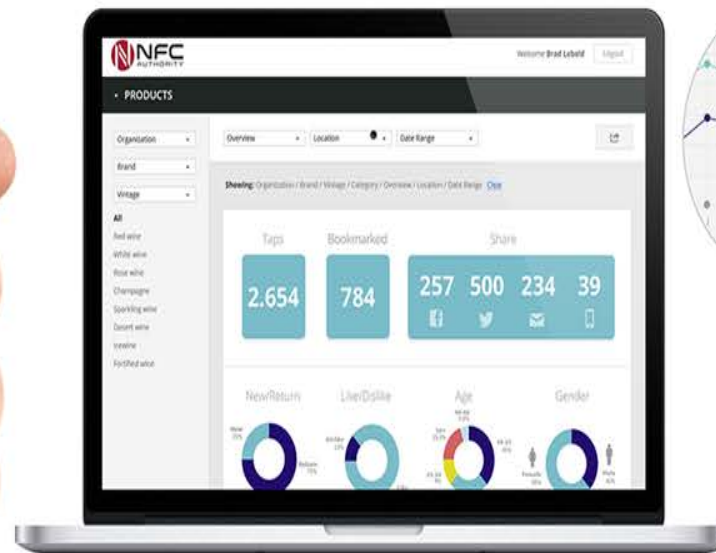 NFC
AUTHORITY
Welcome Brad Lebold
Logout
PRODUCTS
Organization
Overview
Location
Date Range
Brand
Vintage
Showing: Organization / Brand / Vintage / Category / Overview / Location / Date Range Clear
All
Red wine
White wine
Rose wine
Champagne
Sparkling wine
Desert wine
Icewine
Fortified wine
Taps
Bookmarked
Share
2.654
784
257
500
234
39
New/Return
Like/Dislike
Age
Gender